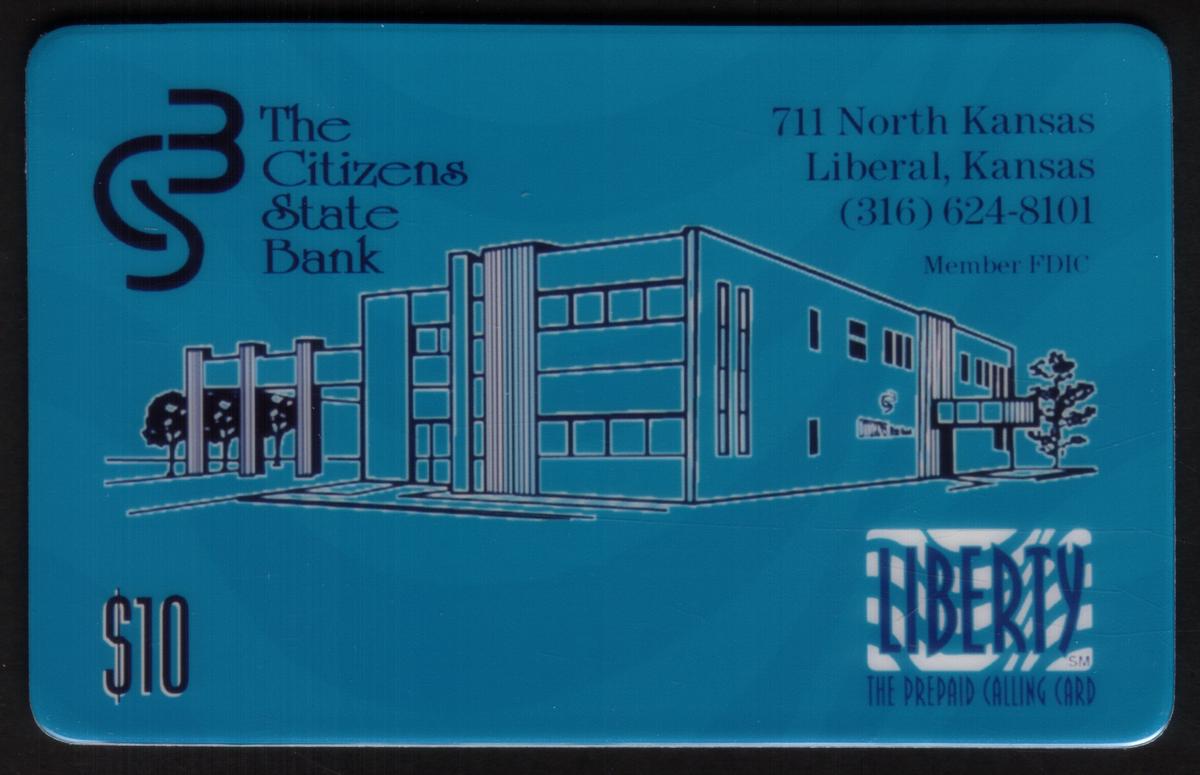 The
Citizens
State
Bank
711 North Kansas
Liberal, Kansas
(316) 624-8101
Member FDIC
$10
LIBERTY
SM
THE PREPAID CALLING CARD